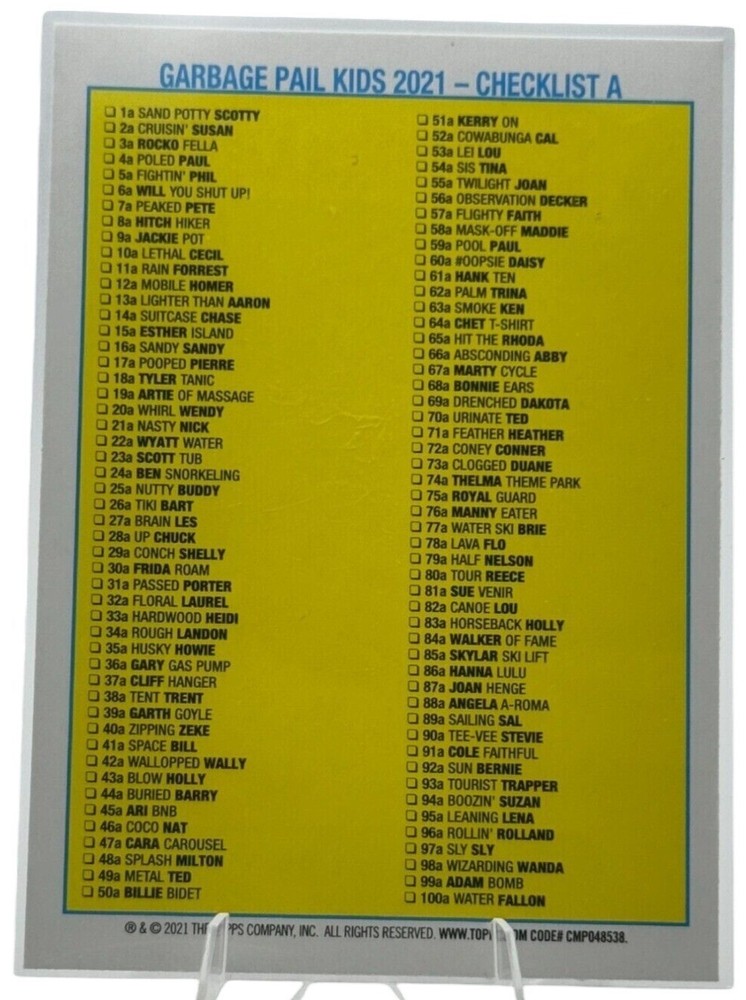 GARBAGE PAIL KIDS 2021 – CHECKLIST A
❏ 1a SAND POTTY SCOTTY
❏ 2a CRUISIN' SUSAN
❏ 3a ROCKO FELLA
❏ 4a POLED PAUL
❏ 5a FIGHTIN' PHIL
❏ 6a WILL YOU SHUT UP!
❏ 7a PEAKED PETE
❏ 8a HITCH HIKER
❏ 9a JACKIE POT
❏ 10a LETHAL CECIL
❏ 11a RAIN FORREST
❏ 12a MOBILE HOMER
❏ 13a LIGHTER THAN AARON
❏ 14a SUITCASE CHASE
❏ 15a ESTHER ISLAND
❏ 16a SANDY SANDY
❏ 17a POOPED PIERRE
❏ 18a TYLER TANIC
❏ 19a ARTIE OF MASSAGE
❏ 20a WHIRL WENDY
❏ 21a NASTY NICK
❏ 22a WYATT WATER
❏ 23a SCOTT TUB
❏ 24a BEN SNORKELING
❏ 25a NUTTY BUDDY
❏ 26a TIKI BART
❏ 27a BRAIN LES
❏ 28a UP CHUCK
❏ 29a CONCH SHELLY
❏ 30a FRIDA ROAM
❏ 31a PASSED PORTER
❏ 32a FLORAL LAUREL
❏ 33a HARDWOOD HEIDI
❏ 34a ROUGH LANDON
❏ 35a HUSKY HOWIE
❏ 36a GARY GAS PUMP
❏ 37a CLIFF HANGER
❏ 38a TENT TRENT
❏ 39a GARTH GOYLE
❏ 40a ZIPPING ZEKE
❏ 41a SPACE BILL
❏ 42a WALLOPPED WALLY
❏ 43a BLOW HOLLY
❏ 44a BURIED BARRY
❏ 45a ARI BNB
❏ 46a COCO NAT
❏ 47a CARA CAROUSEL
❏ 48a SPLASH MILTON
❏ 49a METAL TED
❏ 50a BILLIE BIDET
❏ 51a KERRY ON
❏ 52a COWABUNGA CAL
❏ 53a LEI LOU
❏ 54a SIS TINA
❏ 55a TWILIGHT JOAN
❏ 56a OBSERVATION DECKER
❏ 57a FLIGHTY FAITH
❏ 58a MASK-OFF MADDIE
❏ 59a POOL PAUL
❏ 60a #OOPSIE DAISY
❏ 61a HANK TEN
❏ 62a PALM TRINA
❏ 63a SMOKE KEN
❏ 64a CHET T-SHIRT
❏ 65a HIT THE RHODA
❏ 66a ABSCONDING ABBY
❏ 67a MARTY CYCLE
❏ 68a BONNIE EARS
❏ 69a DRENCHED DAKOTA
❏ 70a URINATE TED
❏ 71a FEATHER HEATHER
❏ 72a CONEY CONNER
❏ 73a CLOGGED DUANE
❏ 74a THELMA THEME PARK
❏ 75a ROYAL GUARD
❏ 76a MANNY EATER
❏ 77a WATER SKI BRIE
❏ 78a LAVA FLO
❏ 79a HALF NELSON
❏ 80a TOUR REECE
❏ 81a SUE VENIR
❏ 82a CANOE LOU
❏ 83a HORSEBACK HOLLY
❏ 84a WALKER OF FAME
❏ 85a SKYLAR SKI LIFT
❏ 86a HANNA LULU
❏ 87a JOAN HENGE
❏ 88a ANGELA A-ROMA
❏ 89a SAILING SAL
❏ 90a TEE-VEE STEVIE
❏ 91a COLE FAITHFUL
❏ 92a SUN BERNIE
❏ 93a TOURIST TRAPPER
❏ 94a BOOZIN' SUZAN
❏ 95a LEANING LENA
❏ 96a ROLLIN' ROLLAND
❏ 97a SLY SLY
❏ 98a WIZARDING WANDA
❏ 99a ADAM BOMB
❏ 100a WATER FALLON
® & © 2021 COMPANY, INC. ALL RIGHTS RESERVED. CODE# CMP048538.